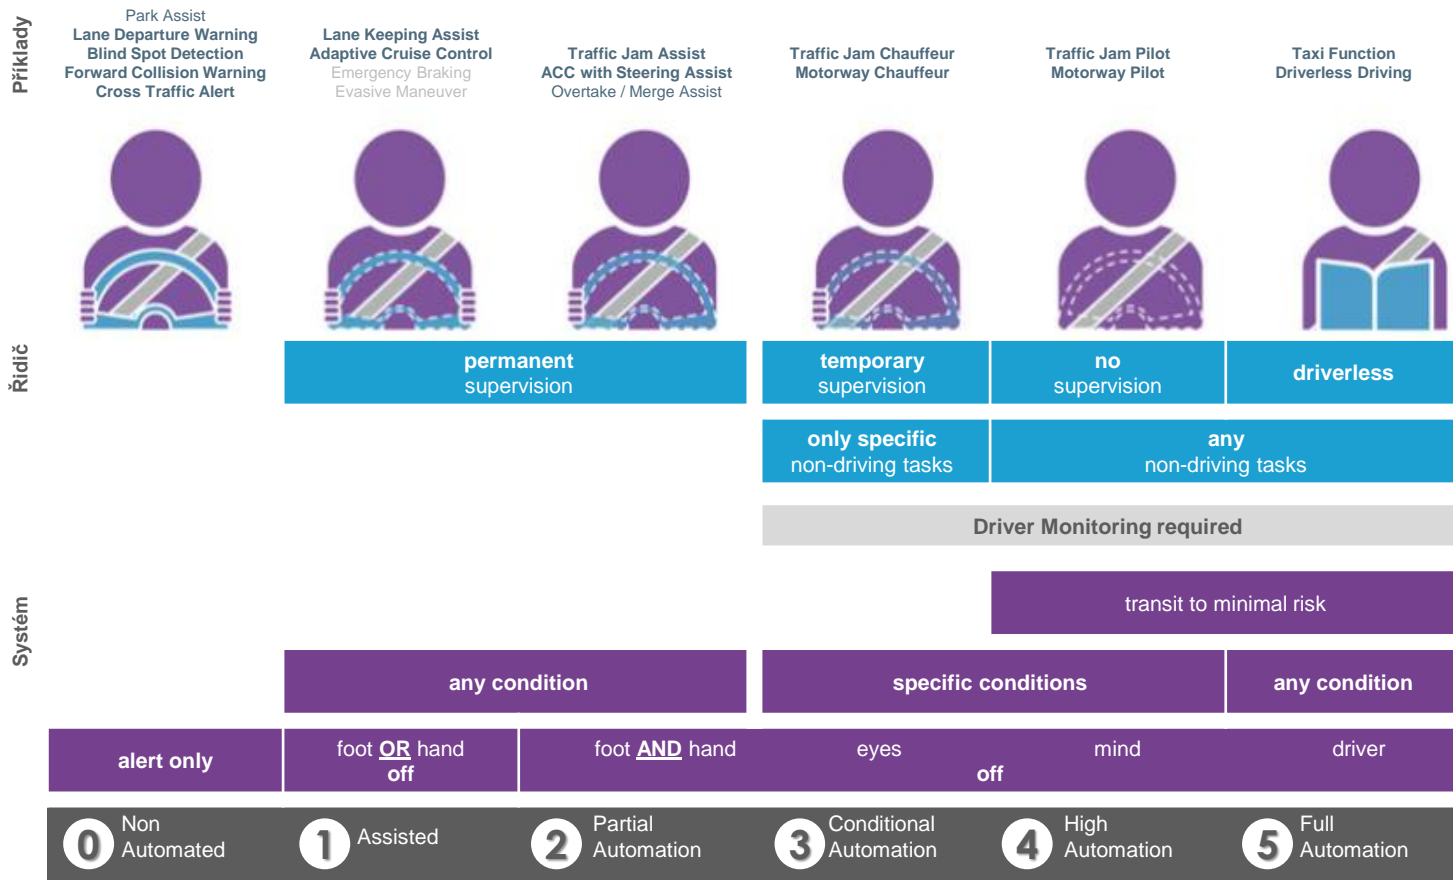 Příklady
Park Assist
Lane Departure Warning
Blind Spot Detection
Forward Collision Warning
Cross Traffic Alert
Lane Keeping Assist
Adaptive Cruise Control
Emergency Braking
Evasive Maneuver
Traffic Jam Assist
ACC with Steering Assist
Overtake / Merge Assist
Traffic Jam Chauffeur
Motorway Chauffeur
Traffic Jam Pilot
Motorway Pilot
Taxi Function
Driverless Driving
Řidič
permanent
supervision
temporary
supervision
no
supervision
driverless
only specific
non-driving tasks
any
non-driving tasks
Driver Monitoring required
Systém
transit to minimal risk
any condition
specific conditions
any condition
alert only
foot OR hand
off
foot AND hand
eyes
mind
driver
off
0 Non
Automated
1 Assisted
2 Partial
Automation
3 Conditional
Automation
4 High
Automation
5 Full
Automation